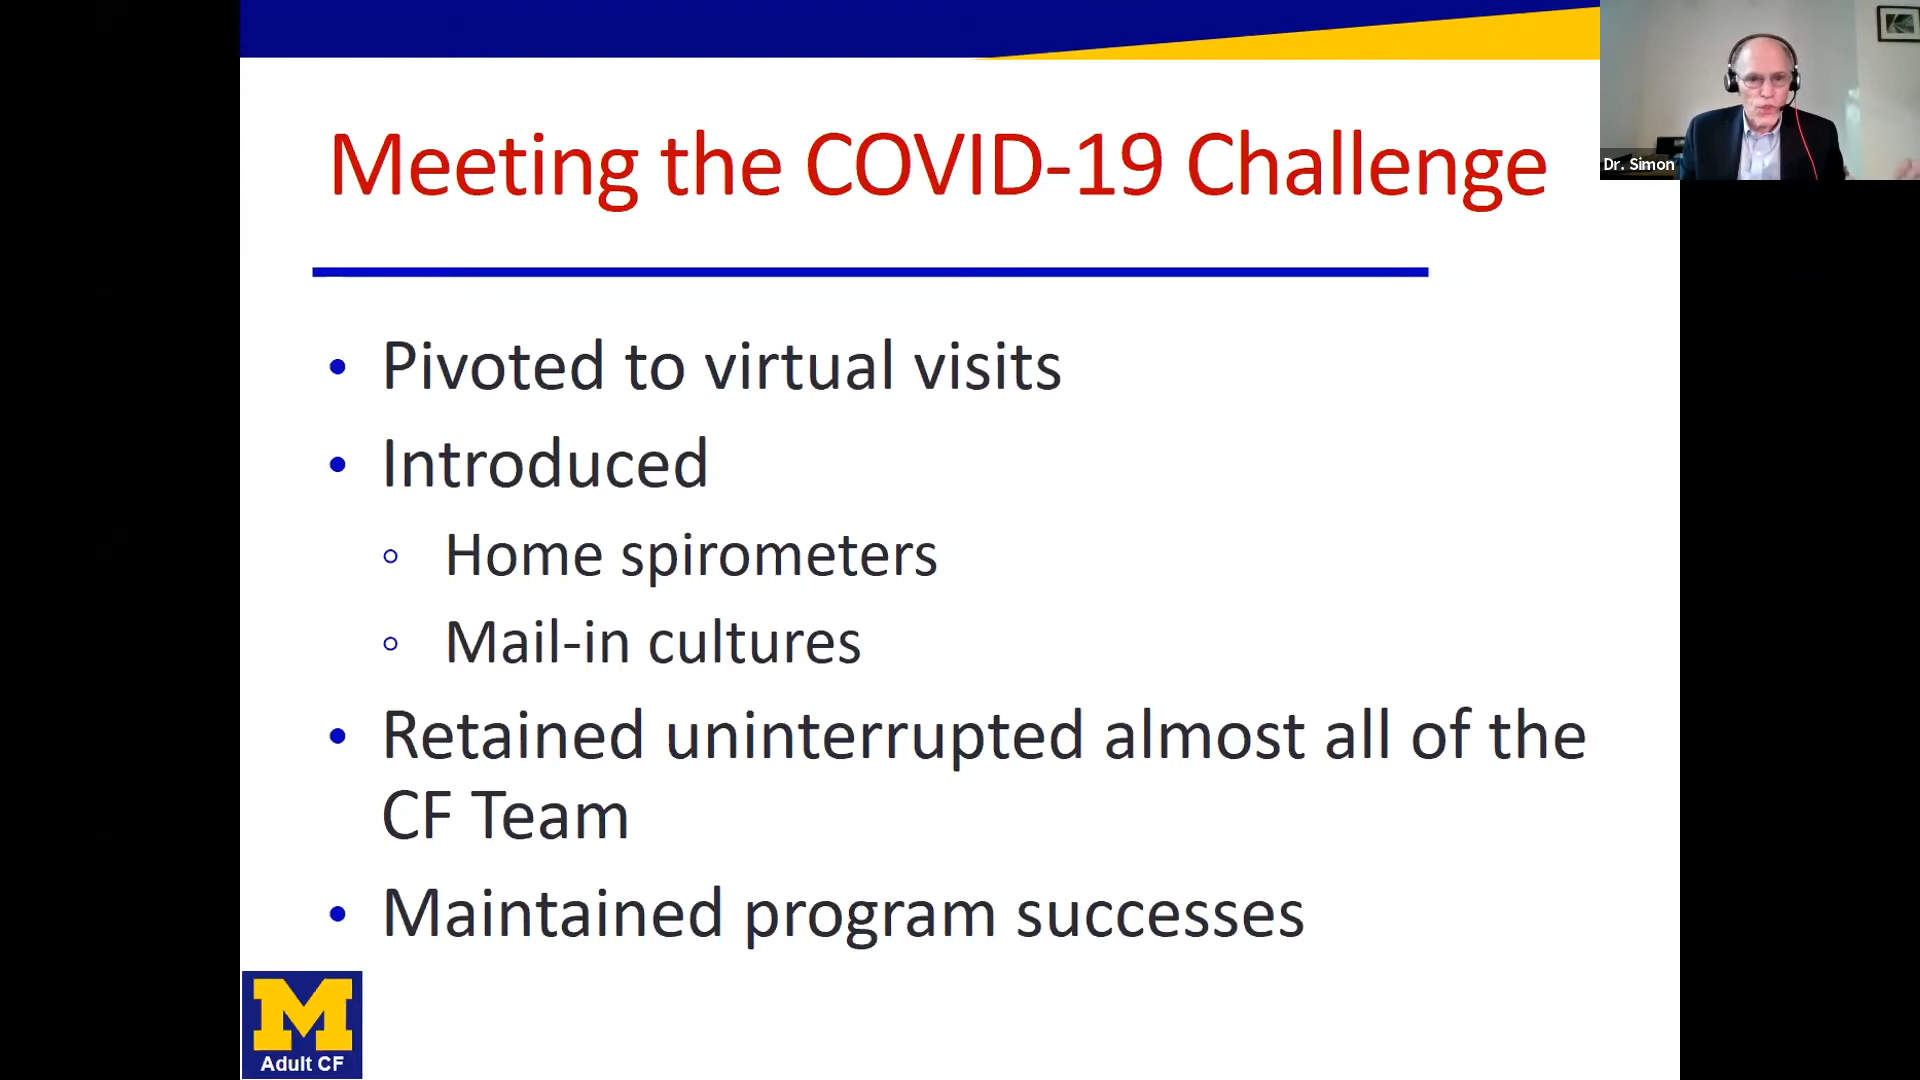 Meeting the COVID-19 Challenge
Dr. Simon
• Pivoted to virtual visits
• Introduced
◦ Home spirometers
◦ Mail-in cultures
• Retained uninterrupted almost all of the
CF Team
• Maintained program successes
M
Adult CF